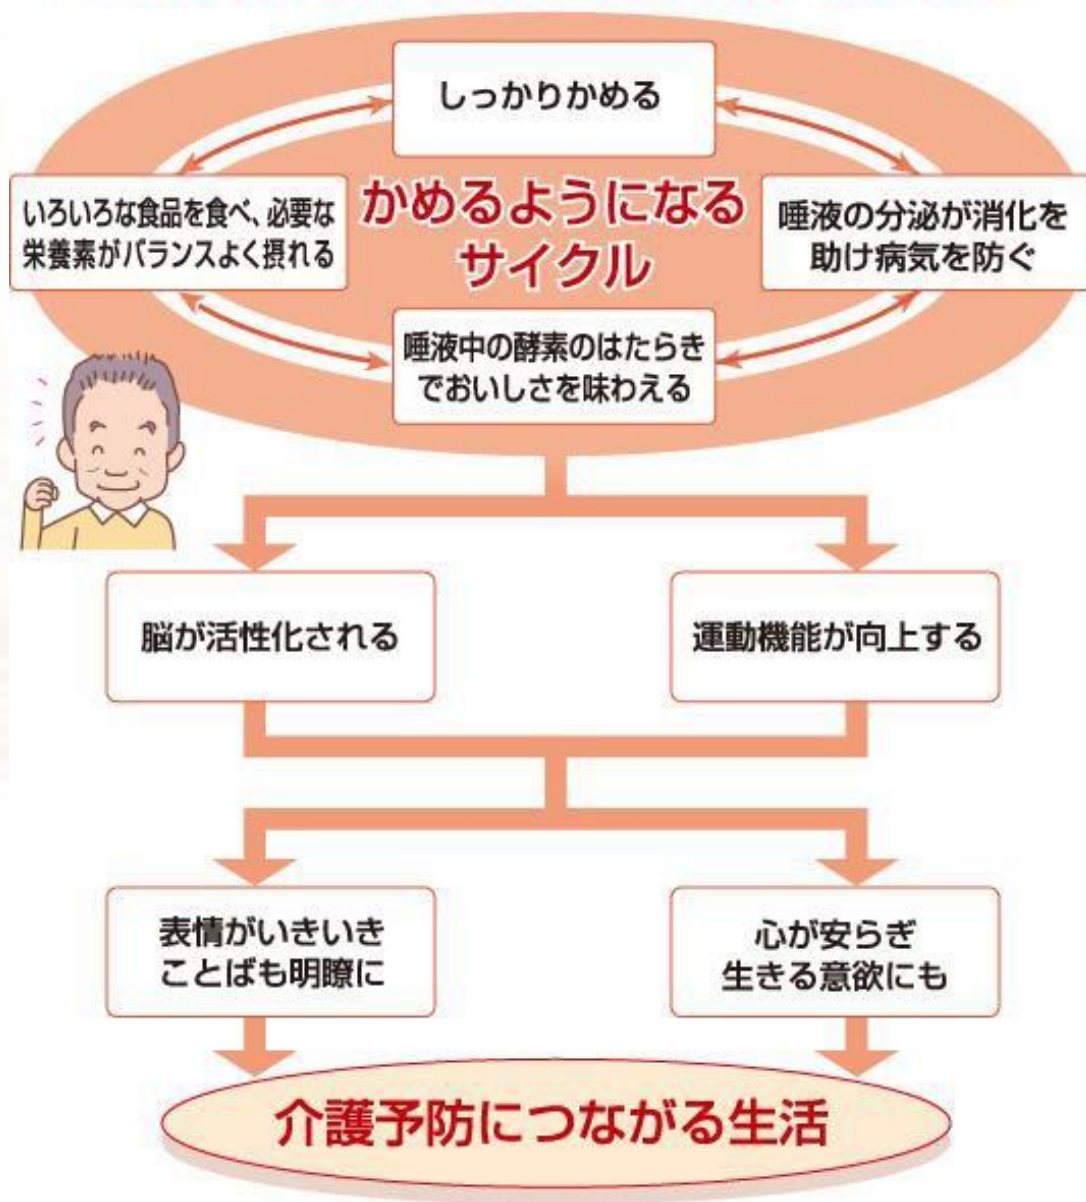 しっかりかめる
いろいろな食品を食べ、必要な
栄養素がバランスよく摂れる
かめるようになる
サイクル
唾液の分泌が消化を
助け病気を防ぐ
唾液中の酵素のはたらき
でおいしさを味わえる
脳が活性化される
運動機能が向上する
表情がいきいき
ことばも明瞭に
心が安らぎ
生きる意欲にも
介護予防につながる生活